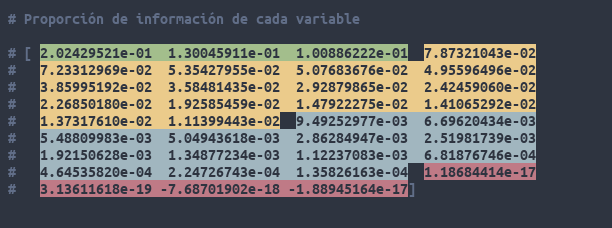 # Proporción de información de cada variable
# [ 2.02429521e-01 1.30045911e-01 1.00886222e-01 7.87321043e-02
# 7.23312969e-02 5.35427955e-02 5.07683676e-02 4.95596496e-02
# 3.85995192e-02 3.58481435e-02 2.92879865e-02 2.42459060e-02
# 2.26850180e-02 1.92585459e-02 1.47922275e-02 1.41065292e-02
# 1.37317610e-02 1.11399443e-02 9.49252977e-03 6.69620434e-03
# 5.48809983e-03 5.04943618e-03 2.86284947e-03 2.51981739e-03
# 1.92150628e-03 1.34877234e-03 1.12237083e-03 6.81876746e-04
# 4.64535820e-04 2.24726743e-04 1.35826163e-04 1.18684414e-17
# 3.13611618e-19 -7.68701902e-18 -1.88945164e-17]